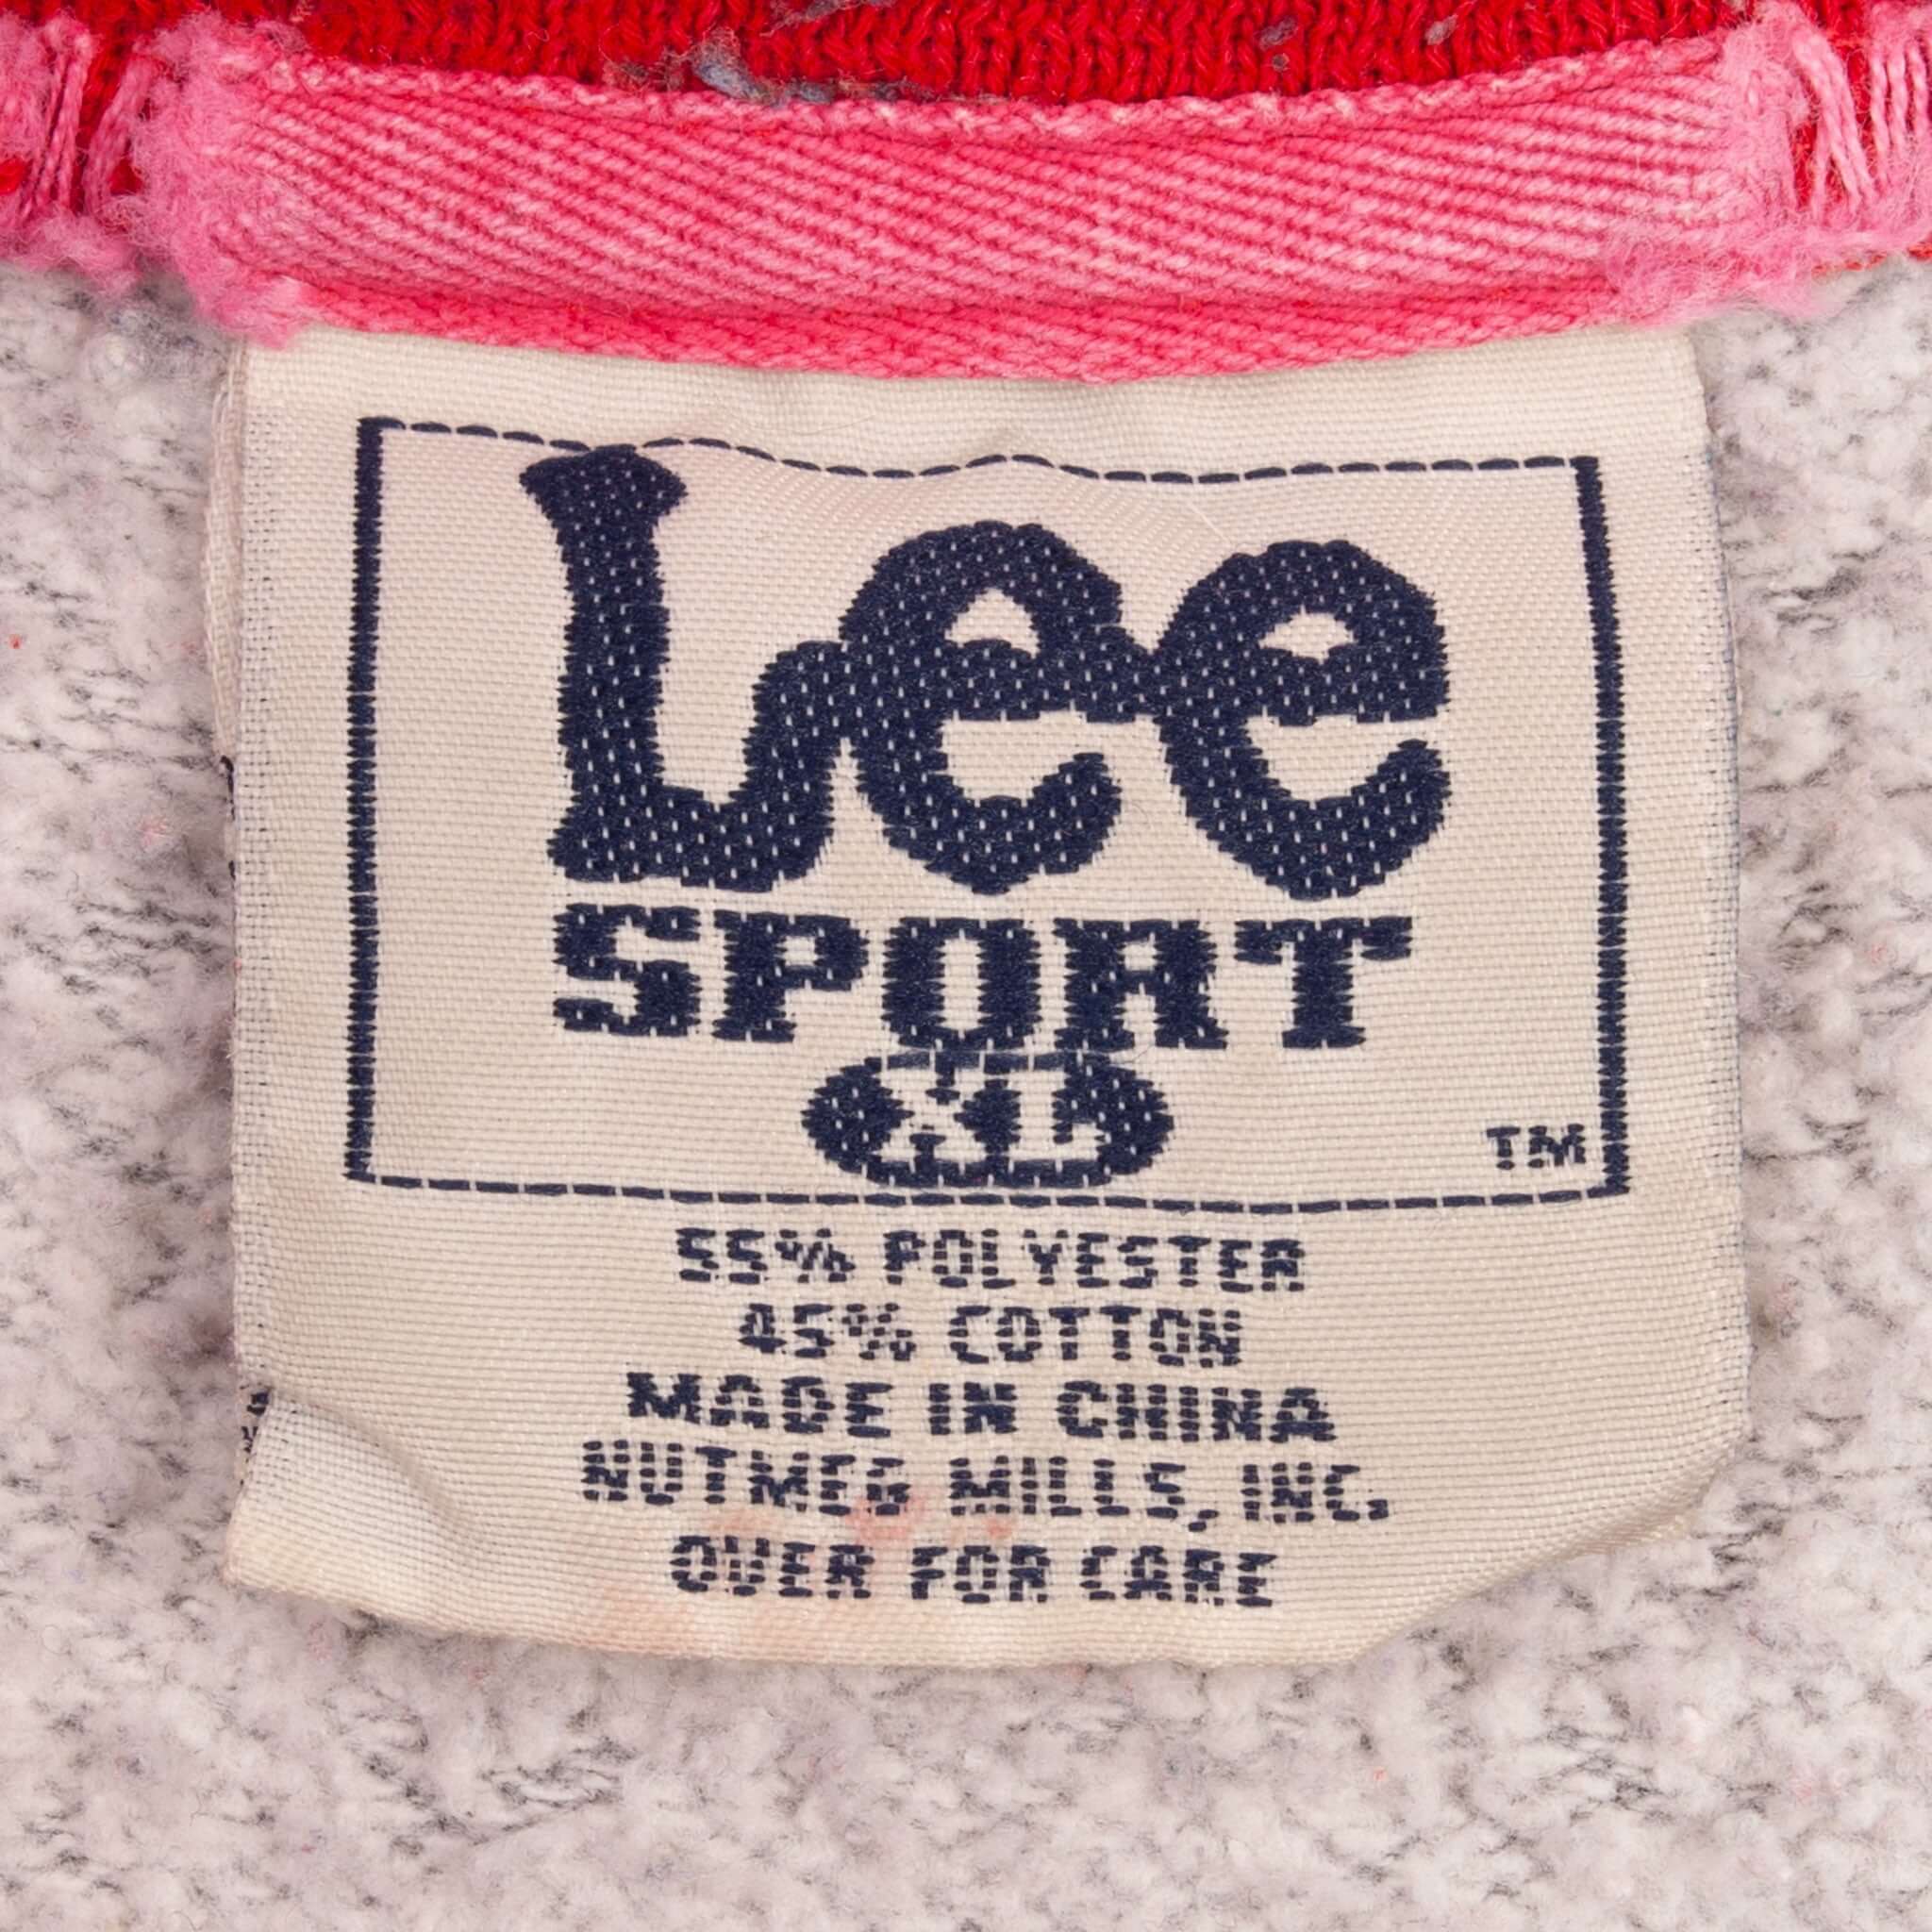 Lee
SPORT
XL
TM
55% POLYESTER
45% COTTON
MADE IN CHINA
NUTMEG MILLS, INC.
OVER FOR CARE